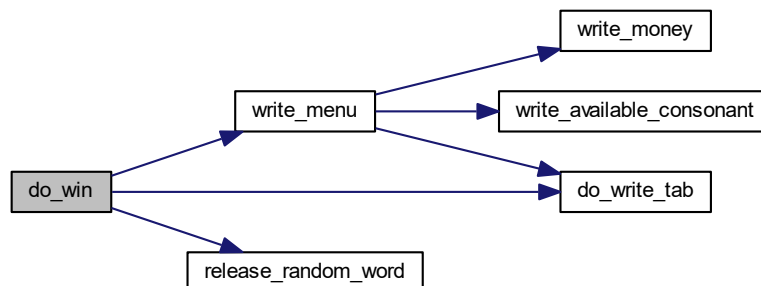 write_money
write_menu
write_available_consonant
do_win
do_write_tab
release_random_word